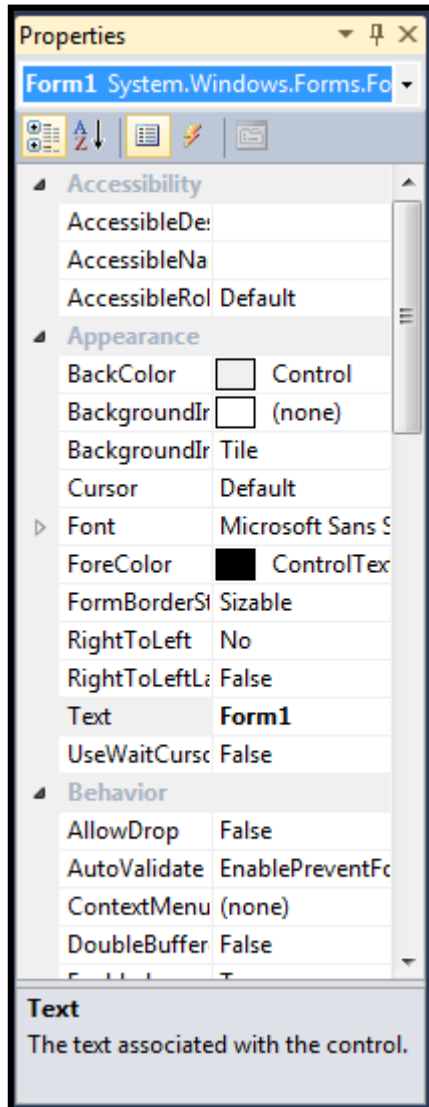 Properties
Form1 System.Windows.Forms.Fo
Accessibility
AccessibleDe
AccessibleNa
AccessibleRol Default
Appearance
BackColor Control
BackgroundIr (none)
BackgroundIr Tile
Cursor Default
Font Microsoft Sans S
ForeColor ControlTex
FormBorderSt Sizable
RightToLeft No
RightToLeftLa False
Text Form1
UseWaitCurso False
Behavior
AllowDrop False
AutoValidate EnablePreventFo
ContextMenu (none)
DoubleBuffer False
Text
The text associated with the control.